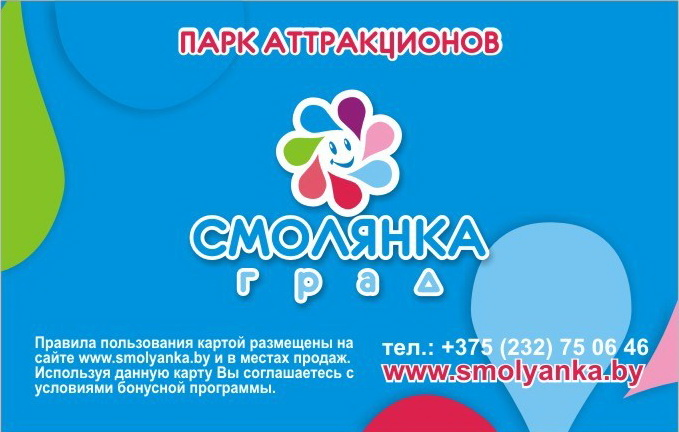 ПАРК АТТРАКЦИОНОВ
СМОЛЯНКА
град
Правила пользования картой размещены на
сайте www.smolyanka.by и в местах продаж.
Используя данную карту Вы соглашаетесь с
условиями бонусной программы.
тел.: +375 (232) 75 06 46
www.smolyanka.by